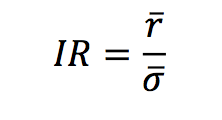 IR = r̄ / σ̄